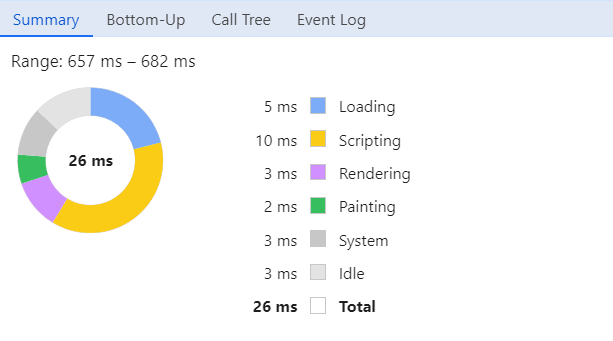 Summary Bottom-Up Call Tree Event Log
Range: 657 ms – 682 ms
26 ms
5 ms Loading
10 ms Scripting
3 ms Rendering
2 ms Painting
3 ms System
3 ms Idle
26 ms Total